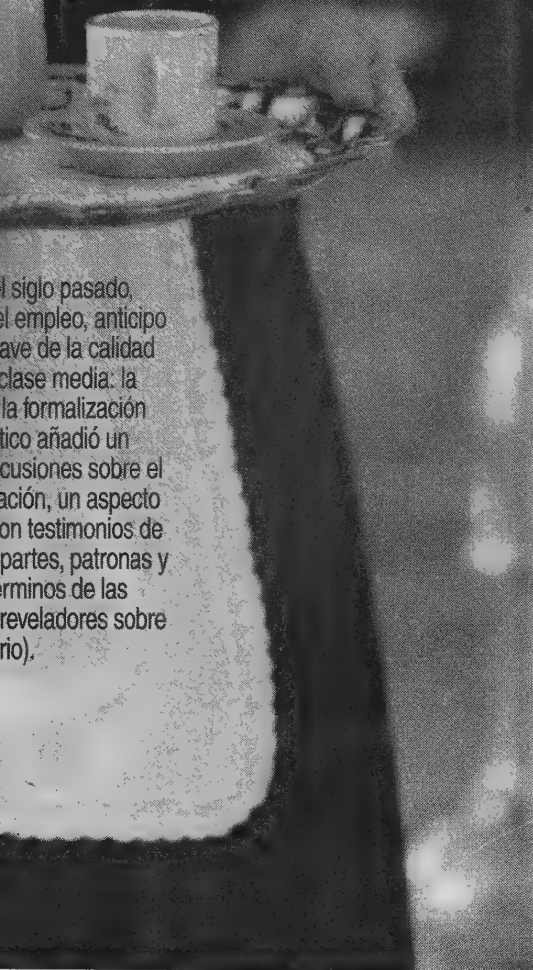 l siglo pasado,
el empleo, anticipo
ave de la calidad
clase media: la
la formalización
tico añadió un
cusiones sobre el
ación, un aspecto
on testimonios de
partes, patronas y
érminos de las
reveladores sobre
rio).